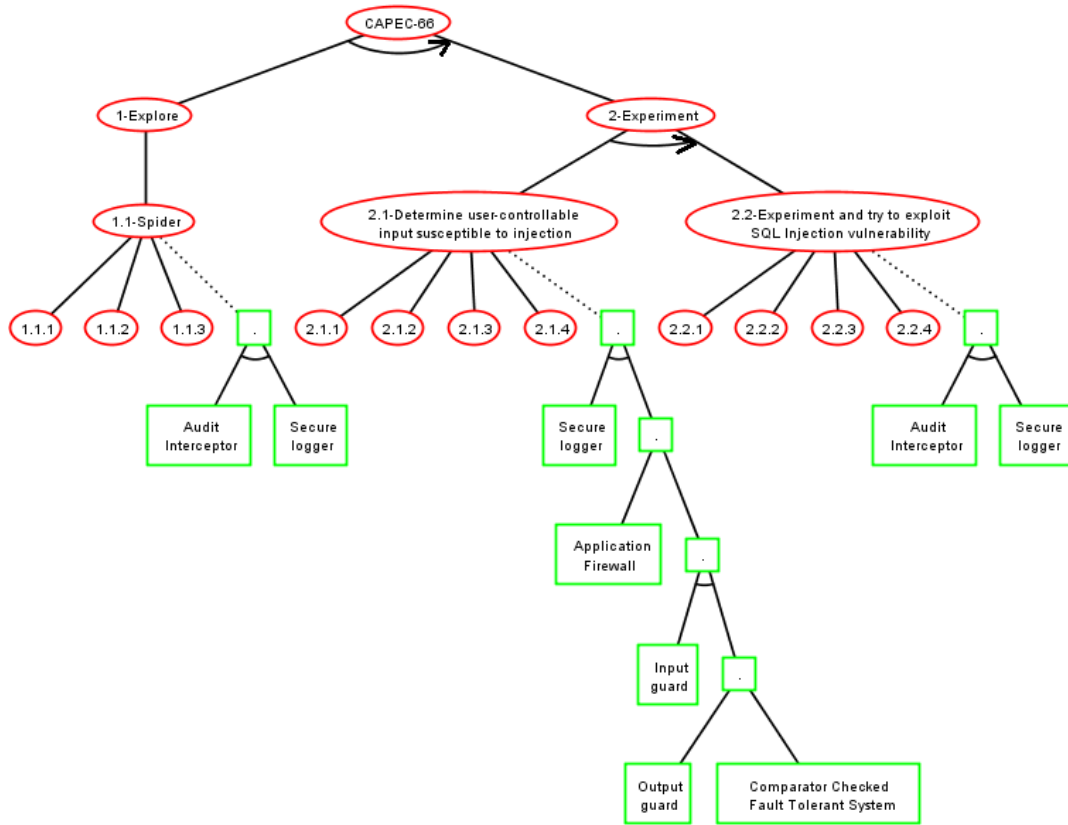 CAPEC-66
1-Explore
2-Experiment
1.1-Spider
2.1-Determine user-controllable
input susceptible to injection
2.2-Experiment and try to exploit
SQL Injection vulnerability
1.1.1
1.1.2
1.1.3
.
2.1.1
2.1.2
2.1.3
2.1.4
.
2.2.1
2.2.2
2.2.3
2.2.4
.
Audit
Interceptor
Secure
logger
Secure
logger
.
Audit
Interceptor
Secure
logger
Application
Firewall
.
Input
guard
.
Output
guard
Comparator Checked
Fault Tolerant System